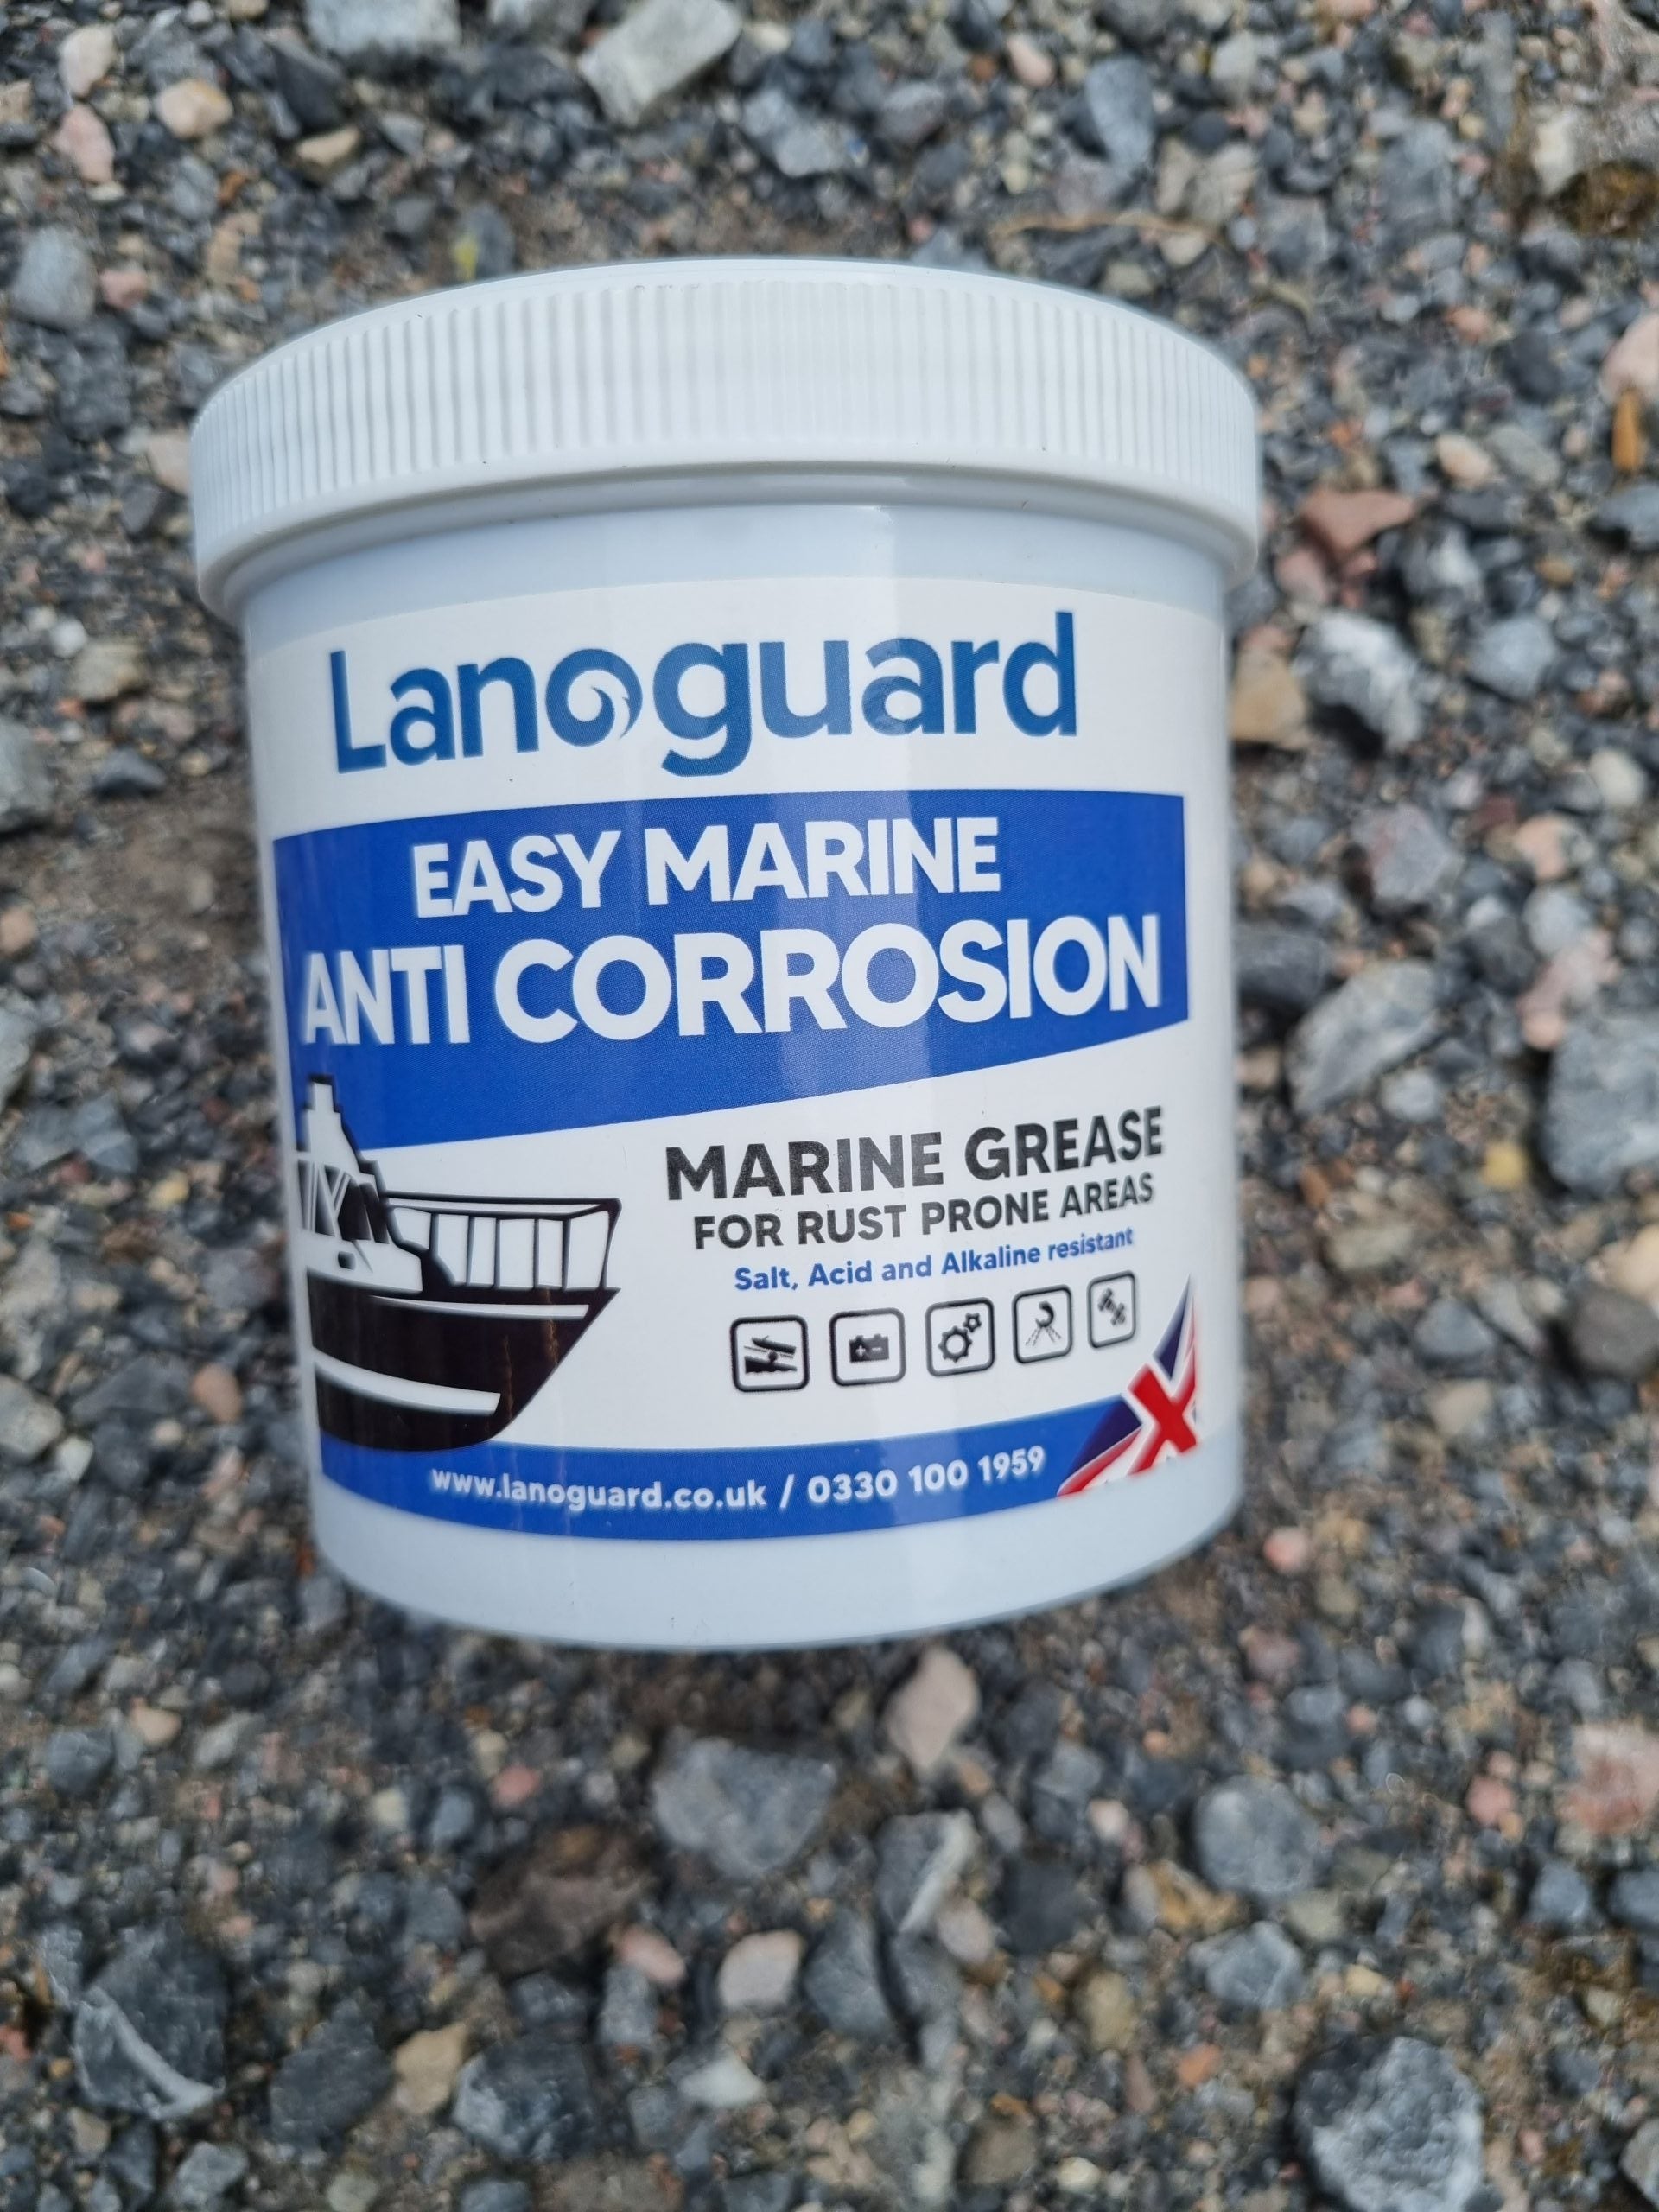 Lanoguard
EASY MARINE
ANTI CORROSION
MARINE GREASE
FOR RUST PRONE AREAS
Salt, Acid and Alkaline resistant
www.lanoguard.co.uk / 0330 100 1959